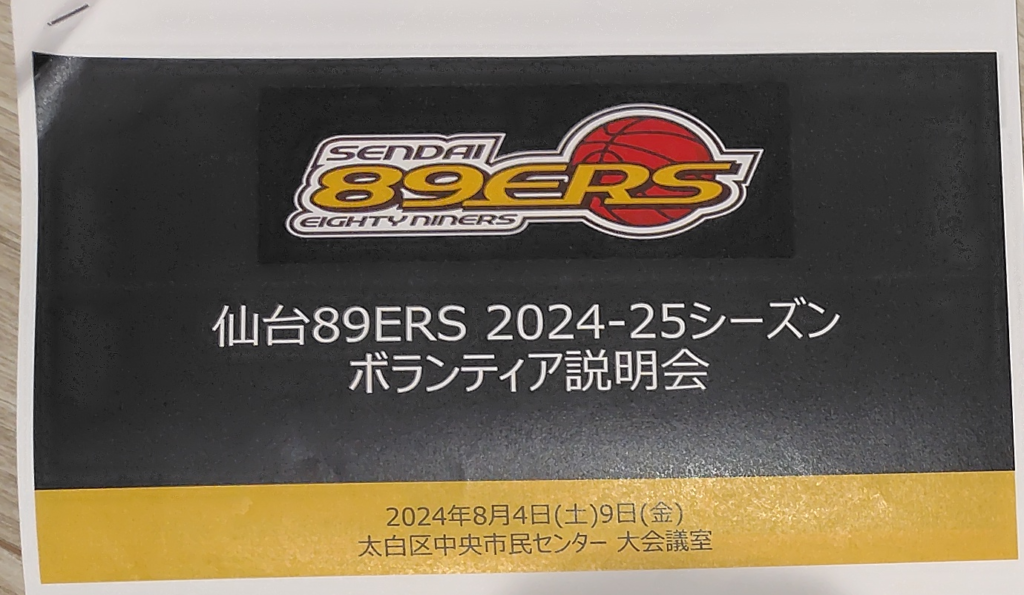 SENDAI
89ERS
EIGHTY NINERS
仙台89ERS 2024-25シーズン
ボランティア説明会
2024年8月4日(土)9日(金)
太白区中央市民センター 大会議室